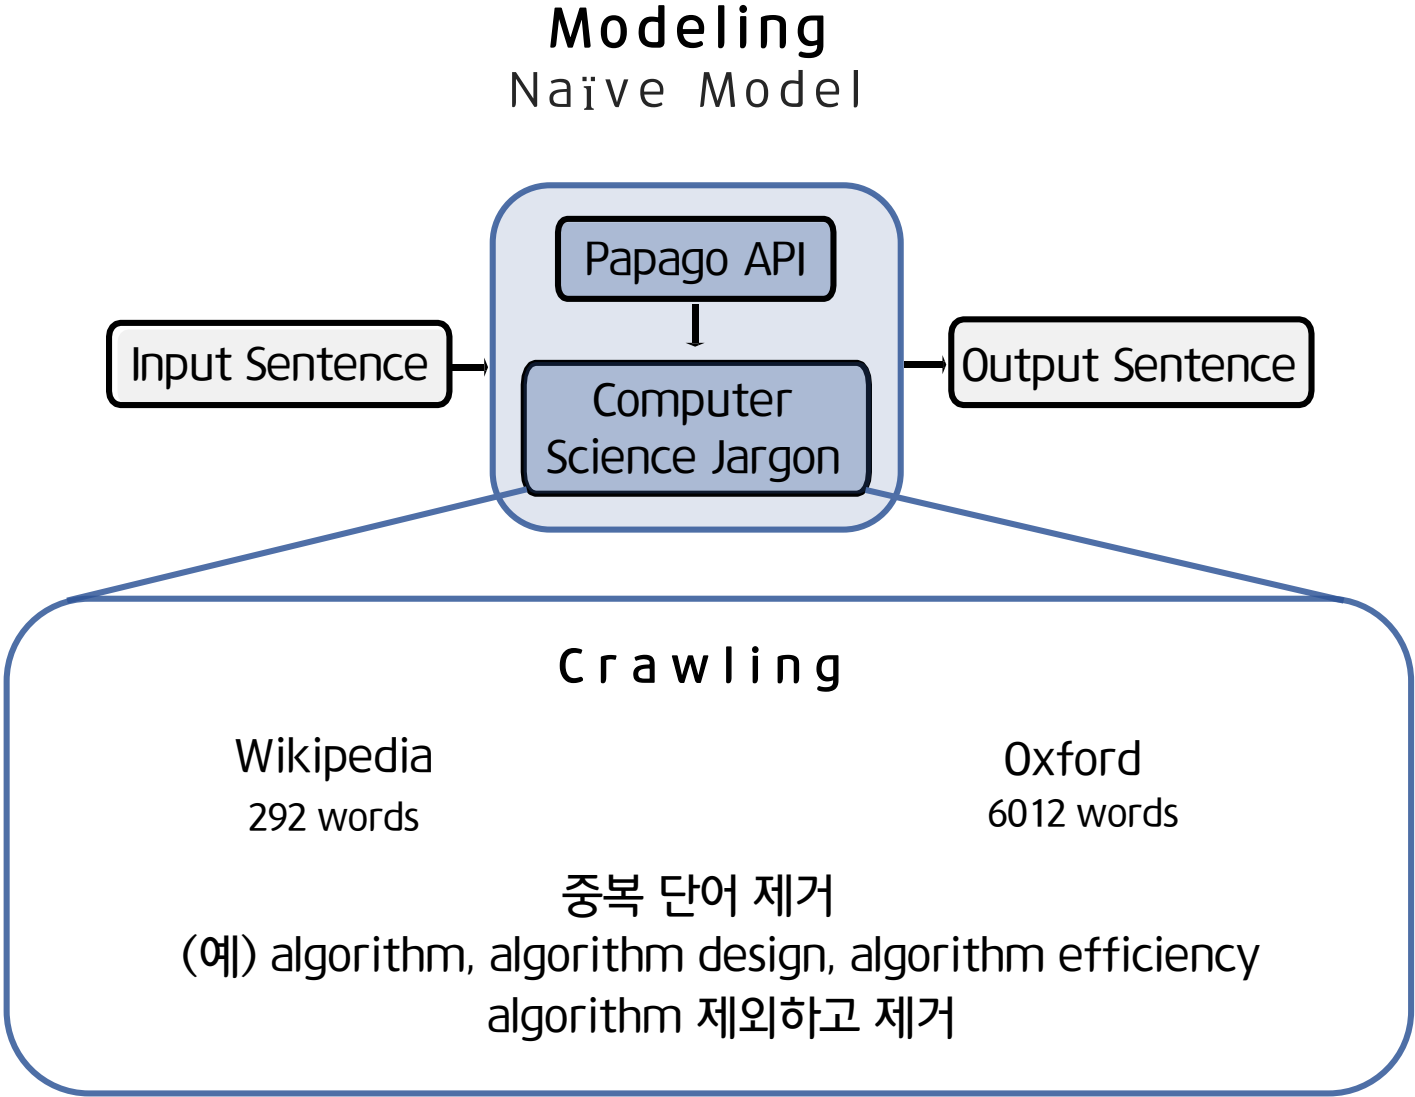 Modeling
Naïve Model
Papago API
Input Sentence
Computer
Science Jargon
Output Sentence
Crawling
Wikipedia
292 words
Oxford
6012 words
중복 단어 제거
(예) algorithm, algorithm design, algorithm efficiency
algorithm 제외하고 제거